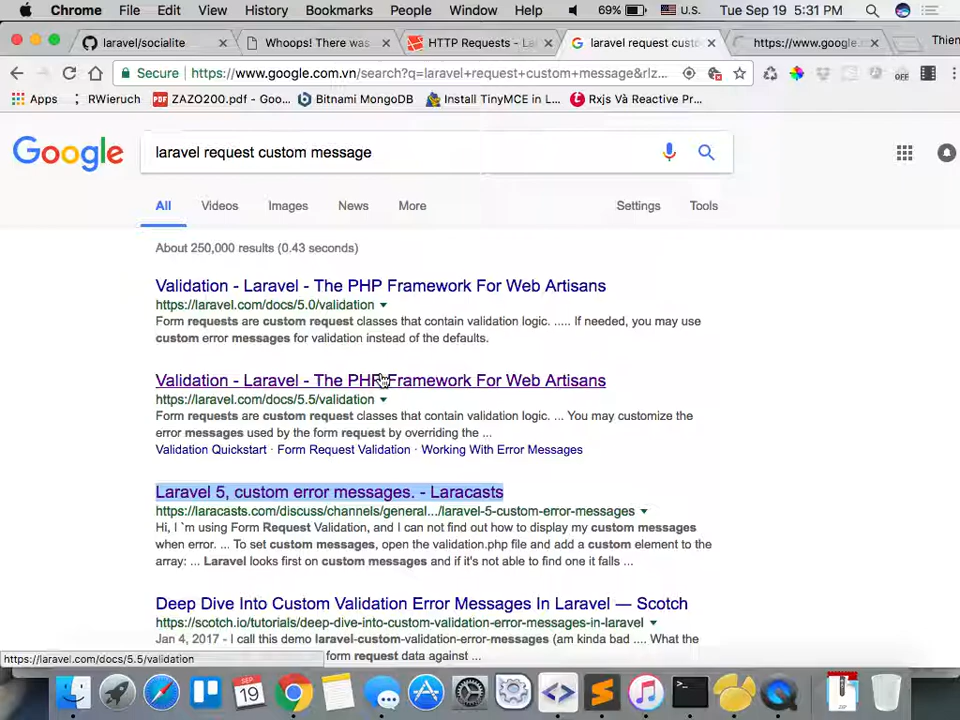 Chrome File Edit View History Bookmarks People Window Help 69% U.S. Tue Sep 19 5:31 PM
laravel/socialite × Whoops! There was × HTTP Requests - La × laravel request custo × https://www.google.com × Thien
Secure https://www.google.com.vn/search?q=laravel+request+custom+message&rlz... OFF
Apps RWieruch PDF ZAZO200.pdf - Goo... Bitnami MongoDB Install TinyMCE in L... Rxjs Và Reactive Pr...
Google laravel request custom message
All Videos Images News More Settings Tools
About 250,000 results (0.43 seconds)
Validation - Laravel - The PHP Framework For Web Artisans
https://laravel.com/docs/5.0/validation
Form requests are custom request classes that contain validation logic. ..... If needed, you may use
custom error messages for validation instead of the defaults.
Validation - Laravel - The PHP Framework For Web Artisans
https://laravel.com/docs/5.5/validation
Form requests are custom request classes that contain validation logic. ... You may customize the
error messages used by the form request by overriding the ...
Validation Quickstart · Form Request Validation · Working With Error Messages
Laravel 5, custom error messages. - Laracasts
https://laracasts.com/discuss/channels/general.../laravel-5-custom-error-messages
Hi, I `m using Form Request Validation, and I can not find out how to display my custom messages
when error. ... To set custom messages, open the validation.php file and add a custom element to the
array: ... Laravel looks first on custom messages and if it's not able to find one it falls ...
Deep Dive Into Custom Validation Error Messages In Laravel — Scotch
https://scotch.io/tutorials/deep-dive-into-custom-validation-error-messages-in-laravel
Jan 4, 2017 - I call this demo laravel-custom-validation-error-messages (am kinda bad .... What the
form request data against ...
https://laravel.com/docs/5.5/validation
SEP
19
ZIP